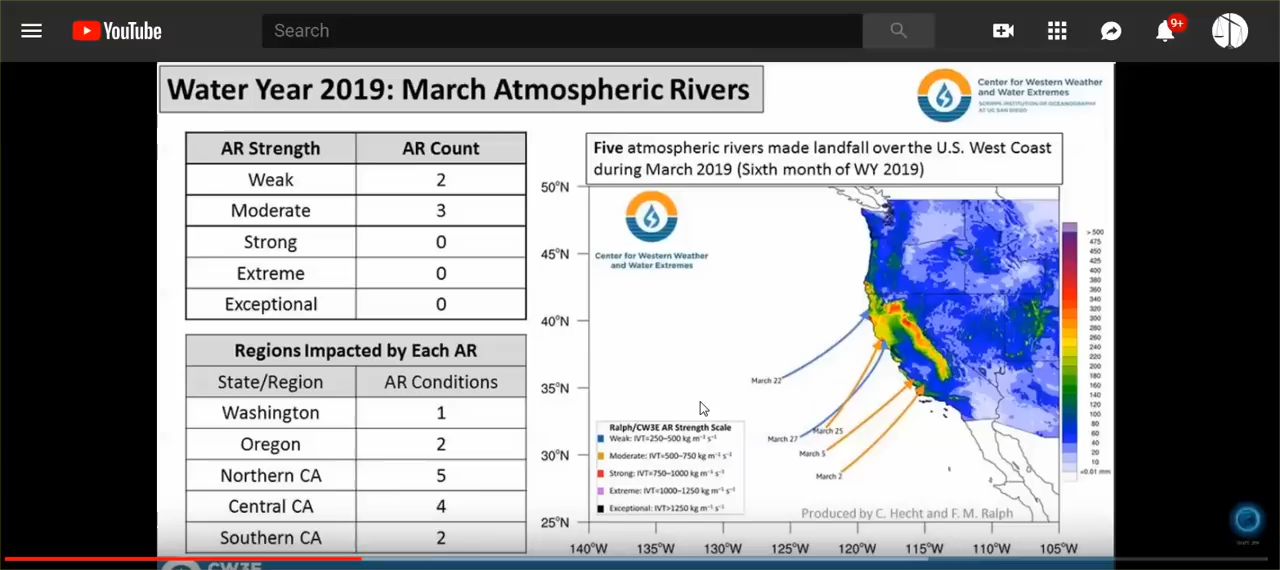 YouTube
Search
9+
Water Year 2019: March Atmospheric Rivers
Center for Western Weather
and Water Extremes
SCRIPPS INSTITUTION OF OCEANOGRAPHY
AT UC SAN DIEGO
AR Strength AR Count
Weak 2
Moderate 3
Strong 0
Extreme 0
Exceptional 0
Regions Impacted by Each AR
State/Region AR Conditions
Washington 1
Oregon 2
Northern CA 5
Central CA 4
Southern CA 2
Five atmospheric rivers made landfall over the U.S. West Coast
during March 2019 (Sixth month of WY 2019)
50°N
45°N
40°N
35°N
30°N
25°N
Center for Western Weather
and Water Extremes
March 22
March 25
March 27
March 5
March 2
Ralph/CW3E AR Strength Scale
Weak: IVT=250–500 kg m⁻¹ s⁻¹
Moderate: IVT=500–750 kg m⁻¹ s⁻¹
Strong: IVT=750–1000 kg m⁻¹ s⁻¹
Extreme: IVT=1000–1250 kg m⁻¹ s⁻¹
Exceptional: IVT>1250 kg m⁻¹ s⁻¹
Produced by C. Hecht and F. M. Ralph
140°W 135°W 130°W 125°W 120°W 115°W 110°W 105°W
> 500
475
450
425
400
380
360
340
320
300
280
260
240
220
200
180
160
140
120
100
80
60
40
20
10
<0.01 mm
CW3E